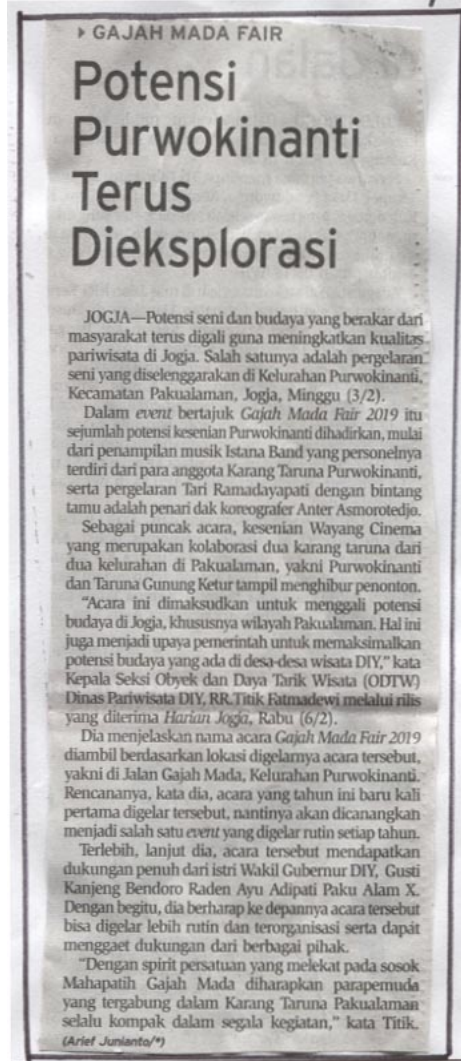 GAJAH MADA FAIR
Potensi
Purwokinanti
Terus
Dieksplorasi
JOGJA—Potensi seni dan budaya yang berakar dari
masyarakat terus digali guna meningkatkan kualitas
pariwisata di Jogja. Salah satunya adalah pergelaran
seni yang diselenggarakan di Kelurahan Purwokinanti,
Kecamatan Pakualaman, Jogja, Minggu (3/2).
Dalam event bertajuk Gajah Mada Fair 2019 itu
sejumlah potensi kesenian Purwokinanti dihadirkan, mulai
dari penampilan musik Istana Band yang personelnya
terdiri dari para anggota Karang Taruna Purwokinanti,
serta pergelaran Tari Ramadayapati dengan bintang
tamu adalah penari dak koreografer Anter Asmorotedjo.
Sebagai puncak acara, kesenian Wayang Cinema
yang merupakan kolaborasi dua karang taruna dari
dua kelurahan di Pakualaman, yakni Purwokinanti
dan Taruna Gunung Ketur tampil menghibur penonton.
“Acara ini dimaksudkan untuk menggali potensi
budaya di Jogja, khususnya wilayah Pakualaman. Hal ini
juga menjadi upaya pemerintah untuk memaksimalkan
potensi budaya yang ada di desa-desa wisata DIY,” kata
Kepala Seksi Obyek dan Daya Tarik Wisata (ODTW)
Dinas Pariwisata DIY, RR.Titik Fatmadewi melalui rilis
yang diterima Harian Jogja, Rabu (6/2).
Dia menjelaskan nama acara Gajah Mada Fair 2019
diambil berdasarkan lokasi digelarnya acara tersebut,
yakni di Jalan Gajah Mada, Kelurahan Purwokinanti.
Rencananya, kata dia, acara yang tahun ini baru kali
pertama digelar tersebut, nantinya akan dicanangkan
menjadi salah satu event yang digelar rutin setiap tahun.
Terlebih, lanjut dia, acara tersebut mendapatkan
dukungan penuh dari istri Wakil Gubernur DIY, Gusti
Kanjeng Bendoro Raden Ayu Adipati Paku Alam X.
Dengan begitu, dia berharap ke depannya acara tersebut
bisa digelar lebih rutin dan terorganisasi serta dapat
menggaet dukungan dari berbagai pihak.
“Dengan spirit persatuan yang melekat pada sosok
Mahapatih Gajah Mada diharapkan parapemuda
yang tergabung dalam Karang Taruna Pakualaman
selalu kompak dalam segala kegiatan,” kata Titik.
(Arief Junianto/*)